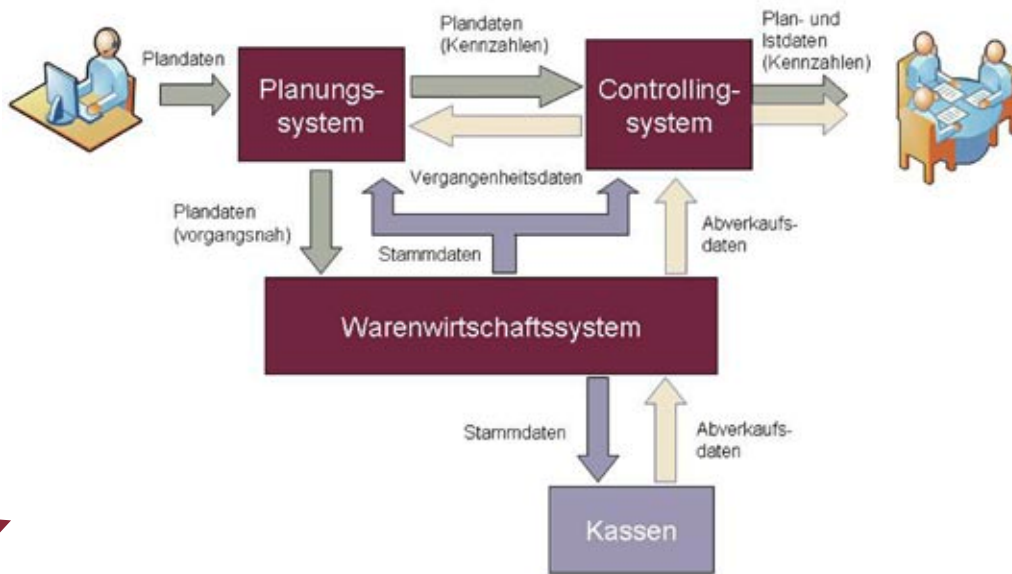 Plandaten
Planungs-
system
Plandaten
(Kennzahlen)
Controlling-
system
Plan- und
Istdaten
(Kennzahlen)
Vergangenheitsdaten
Plandaten
(vorgangsnah)
Stammdaten
Abverkaufs-
daten
Warenwirtschaftssystem
Stammdaten
Abverkaufs-
daten
Kassen